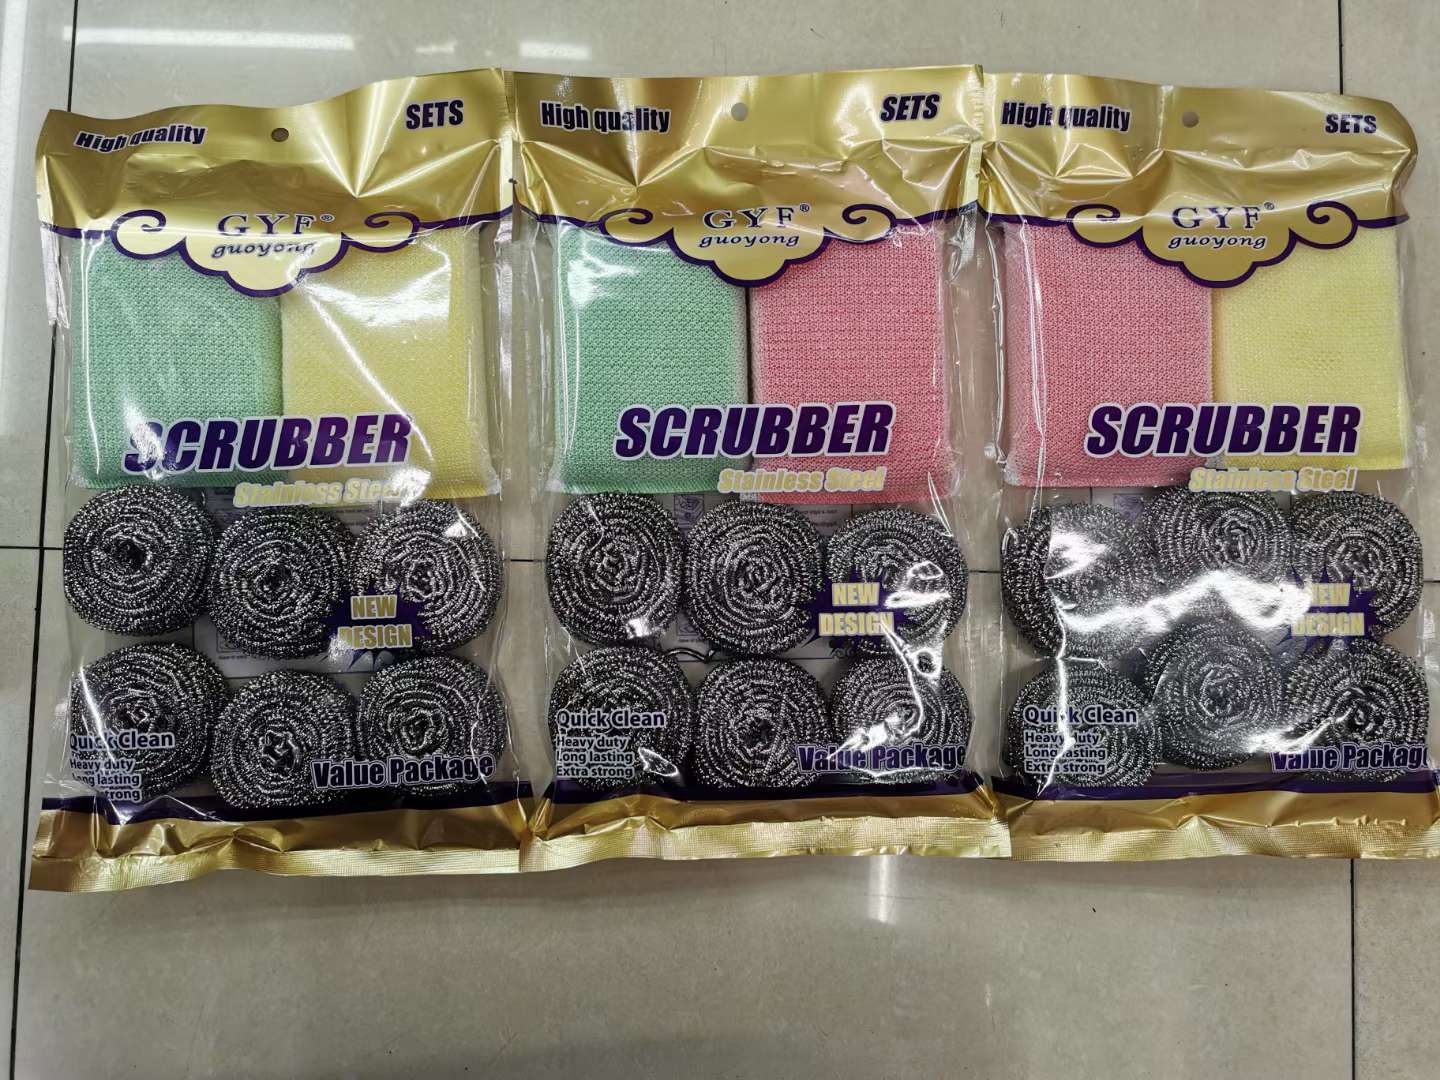 High quality
SETS
GYF®
guoyong
SCRUBBER
Stainless Steel
NEW
DESIGN
Quick Clean
Heavy duty
Long lasting
strong
Value Package
High quality
SETS
GYF®
guoyong
SCRUBBER
Stainless Steel
NEW
DESIGN
Quick Clean
Heavy duty
Long lasting
Extra strong
Value Package
High quality
SETS
GYF®
guoyong
SCRUBBER
Stainless Steel
NEW
DESIGN
Quick Clean
Heavy duty
Long lasting
Extra strong
Value Package